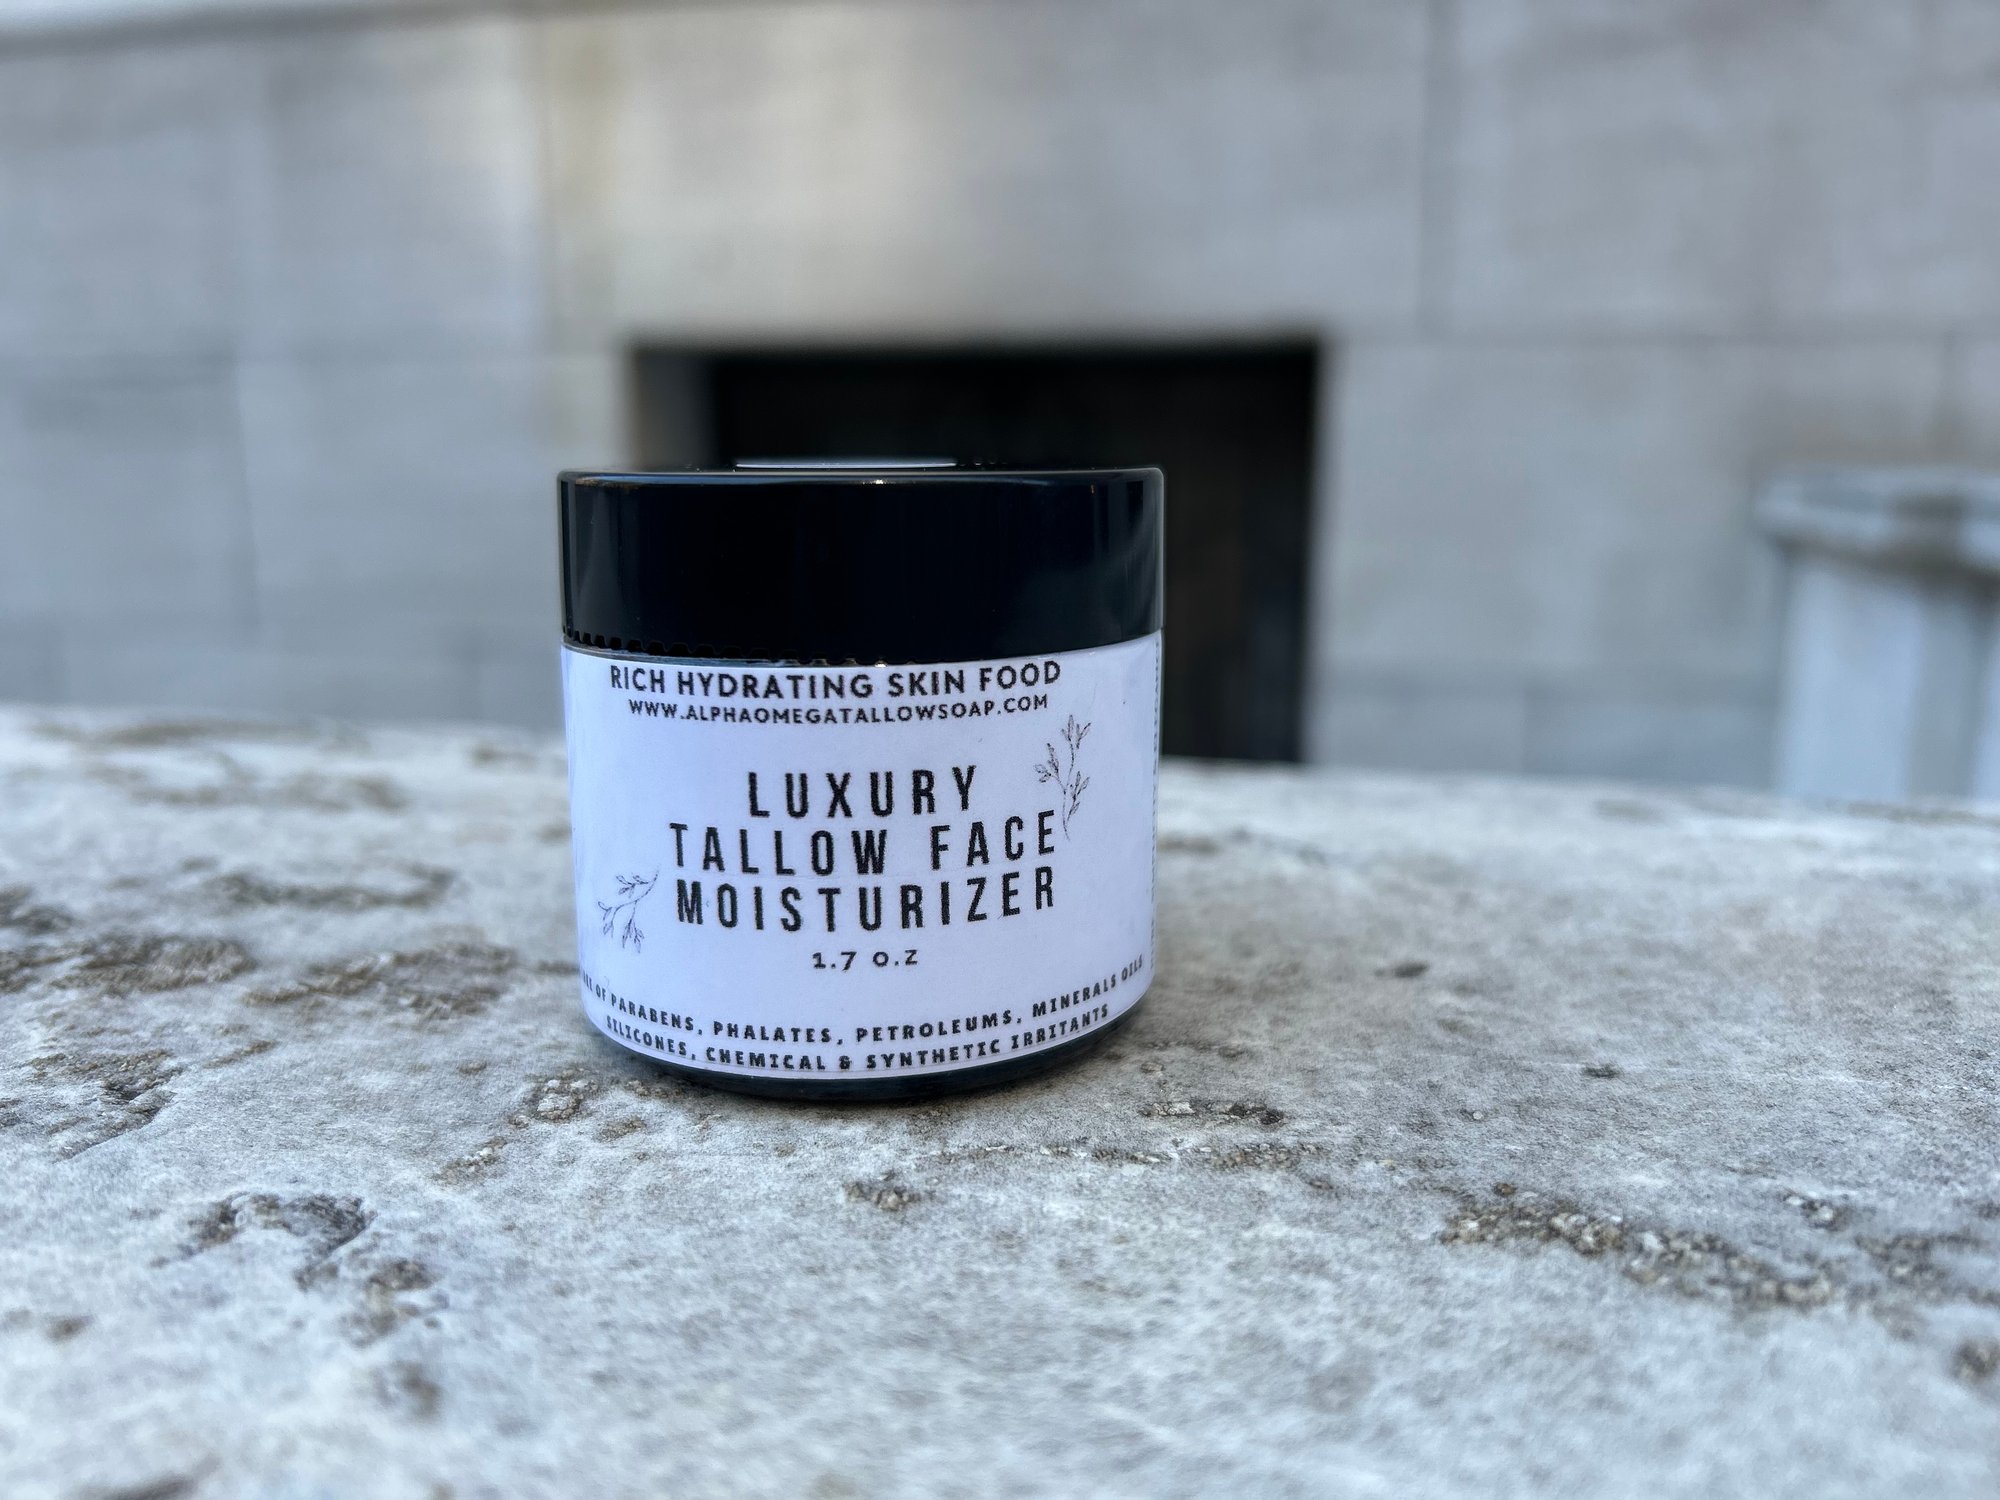 RICH HYDRATING SKIN FOOD
WWW.ALPHAOMEGATALLOWSOAP.COM
LUXURY
TALLOW FACE
MOISTURIZER
1.7 O.Z
OF PARABENS, PHALATES, PETROLEUMS, MINERALS OILS
SILICONES, CHEMICAL & SYNTHETIC IRRITANTS